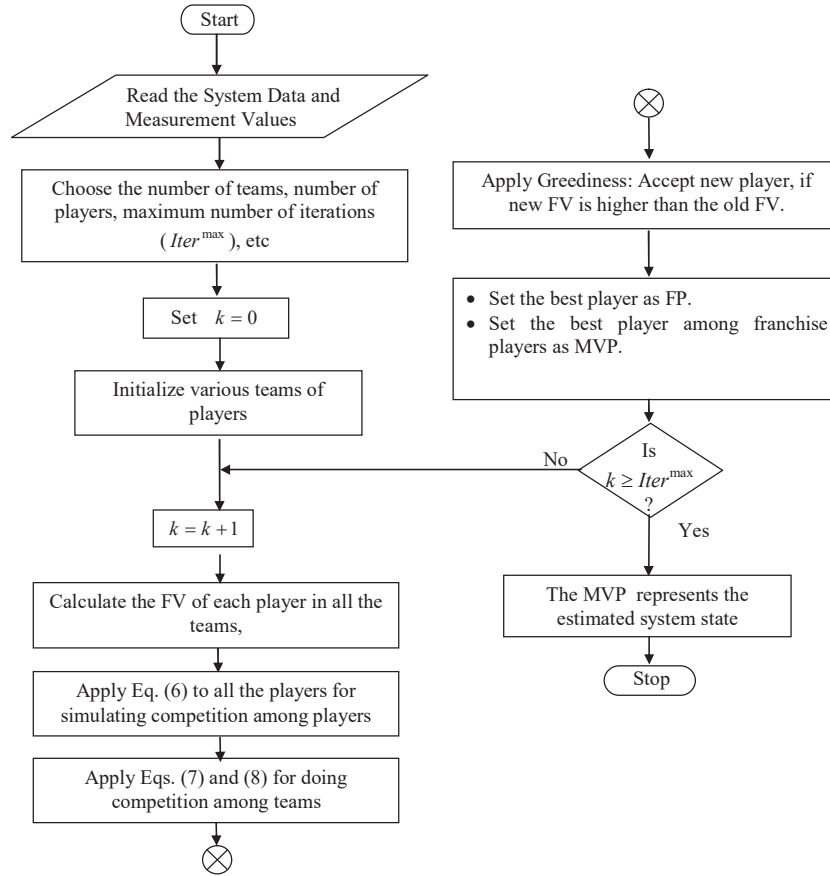 Start
Read the System Data and
Measurement Values
Choose the number of teams, number of
players, maximum number of iterations
( Iter^max ), etc
Set k = 0
Initialize various teams of
players
k = k + 1
Calculate the FV of each player in all the
teams,
Apply Eq. (6) to all the players for
simulating competition among players
Apply Eqs. (7) and (8) for doing
competition among teams
Apply Greediness: Accept new player, if
new FV is higher than the old FV.
• Set the best player as FP.
• Set the best player among franchise
players as MVP.
Is
k ≥ Iter^max
?
No
Yes
The MVP represents the
estimated system state
Stop